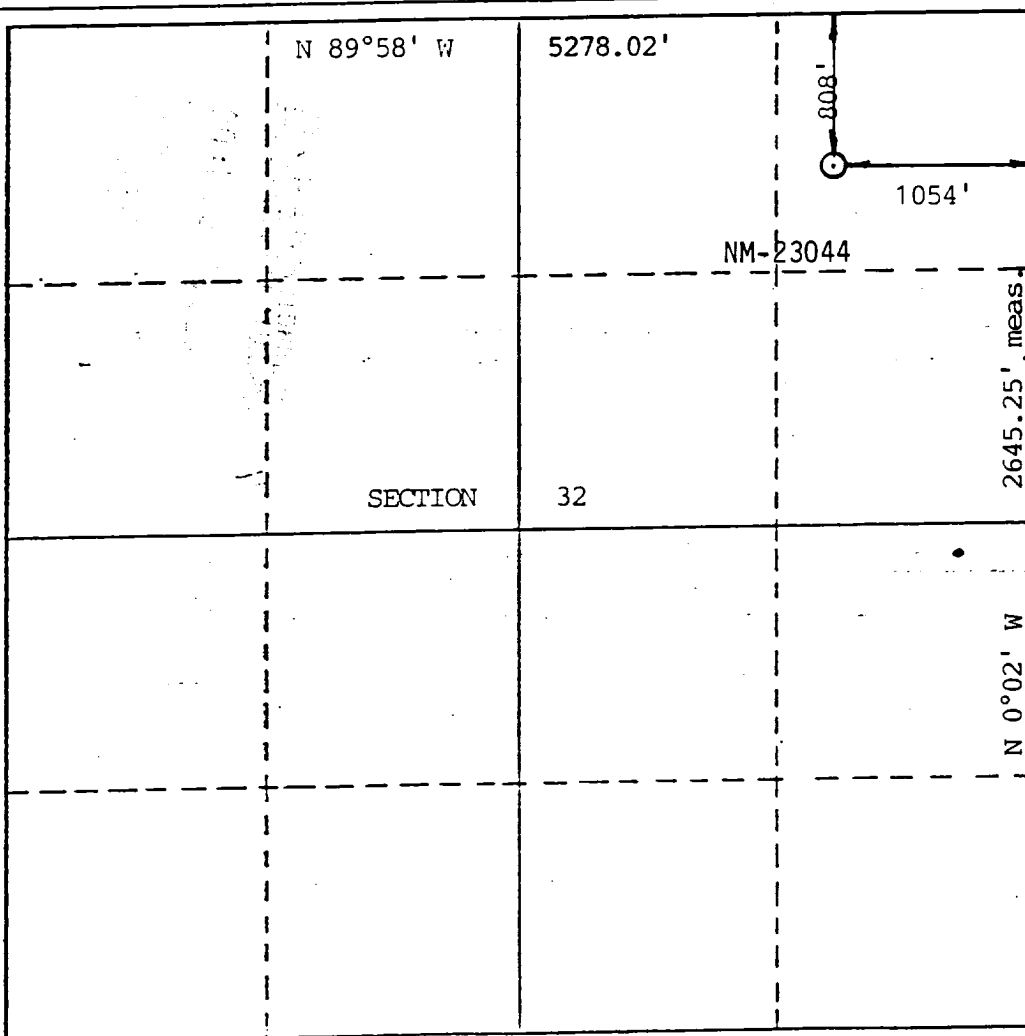 N 89°58' W 5278.02'
808'
1054'
NM-23044
2645.25' meas.
SECTION 32
N 0°02' W